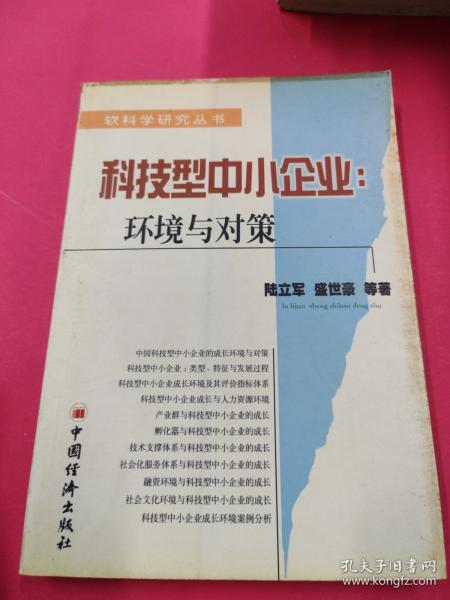 软科学研究丛书
科技型中小企业：
环境与对策
陆立军 盛世豪 等著
lu lijun sheng shihao deng zhu
中国科技型中小企业的成长环境与对策
科技型中小企业：类型、特征与发展过程
科技型中小企业成长环境及其评价指标体系
科技型中小企业成长与人力资源环境
产业群与科技型中小企业的成长
孵化器与科技型中小企业的成长
技术支撑体系与科技型中小企业的成长
社会化服务体系与科技型中小企业的成长
融资环境与科技型中小企业的成长
社会文化环境与科技型中小企业的成长
科技型中小企业成长环境案例分析
中国经济出版社
孔夫子旧书网
www.kongfz.com